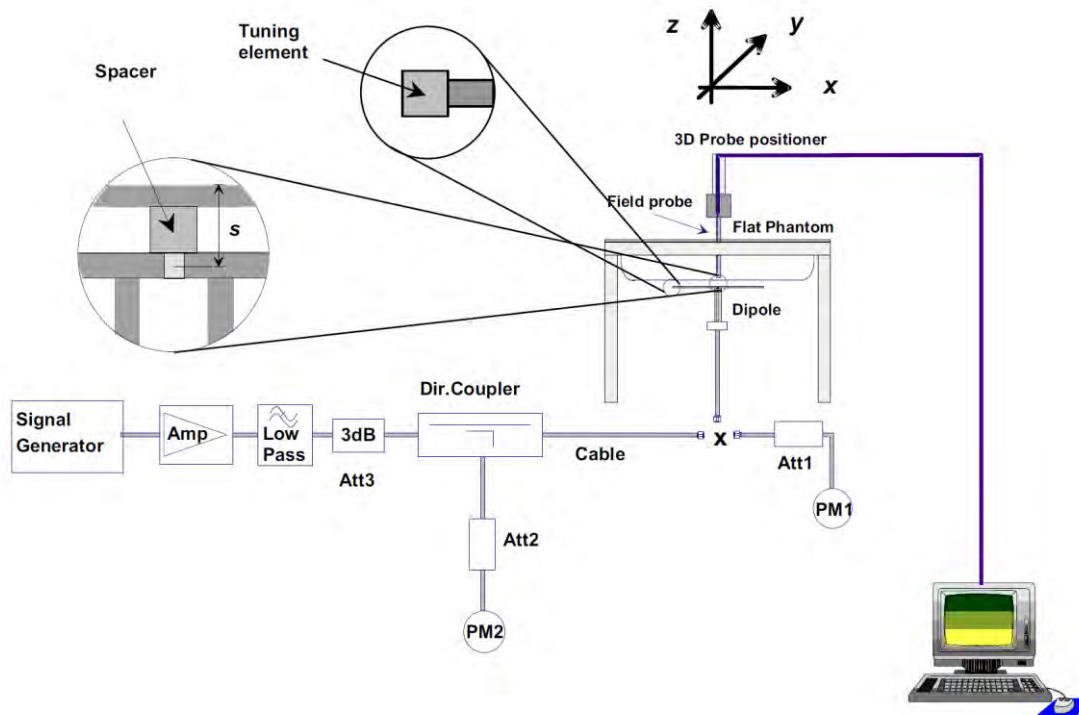 Tuning
element
Spacer
s
z
y
x
3D Probe positioner
Field probe
Flat Phantom
Dipole
Signal
Generator
Amp
Low
Pass
3dB
Att3
Dir.Coupler
Cable
x
Att1
PM1
Att2
PM2